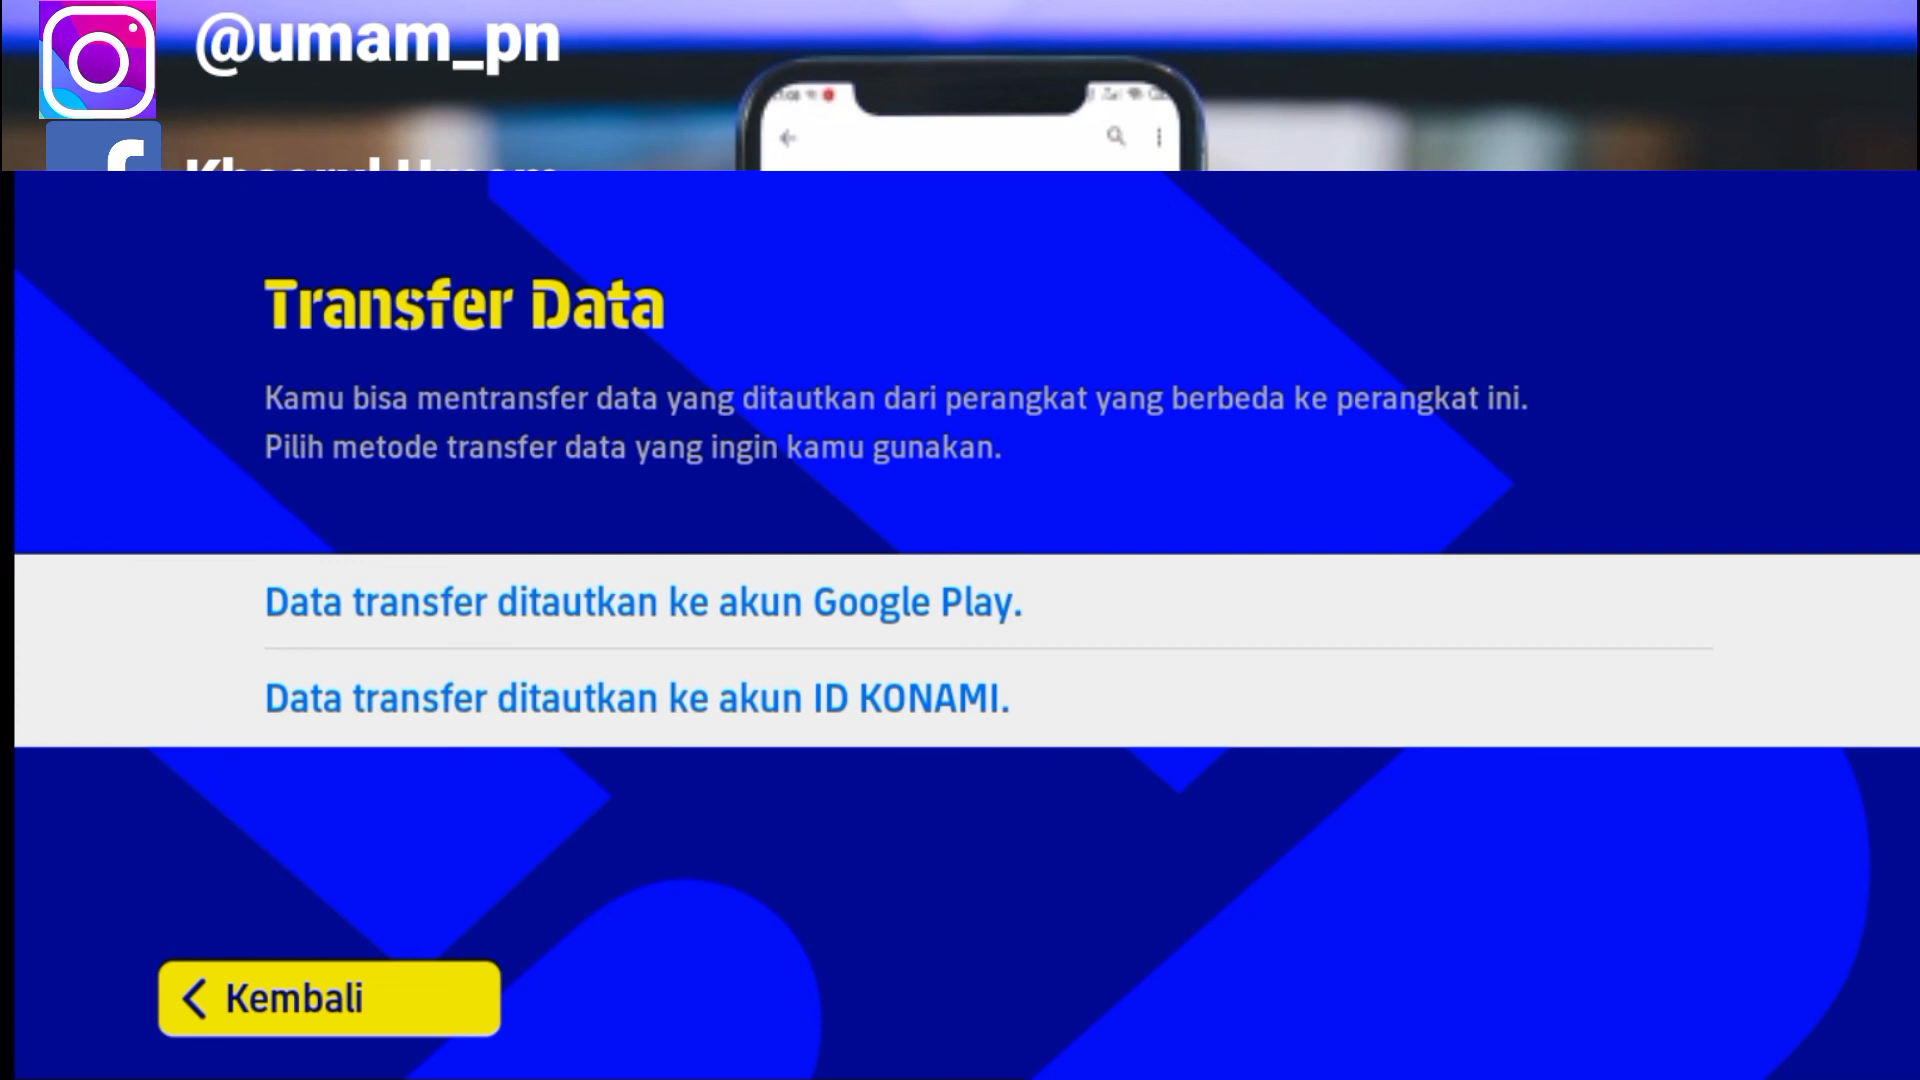 @umam_pn
Transfer Data
Kamu bisa mentransfer data yang ditautkan dari perangkat yang berbeda ke perangkat ini.
Pilih metode transfer data yang ingin kamu gunakan.
Data transfer ditautkan ke akun Google Play.
Data transfer ditautkan ke akun ID KONAMI.
Kembali